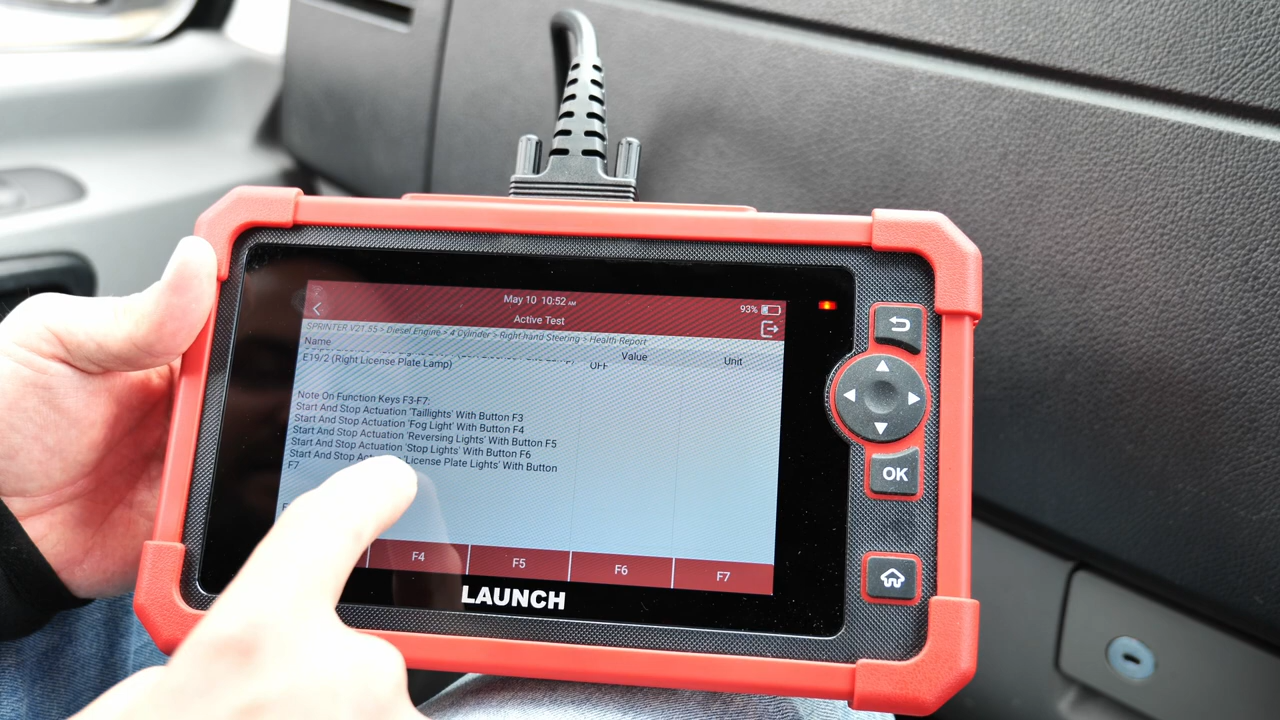 May 10 10:52 AM
93%
Active Test
SPRINTER V21.55 > Diesel Engine > 4 Cylinder > Right-hand Steering > Health Report
Name Value Unit
E19/2 (Right License Plate Lamp) OFF
Note On Function Keys F3-F7:
Start And Stop Actuation 'Taillights' With Button F3
Start And Stop Actuation 'Fog Light' With Button F4
Start And Stop Actuation 'Reversing Lights' With Button F5
Start And Stop Actuation 'Stop Lights' With Button F6
Start And Stop 'License Plate Lights' With Button
F7
F4 F5 F6 F7
LAUNCH
OK